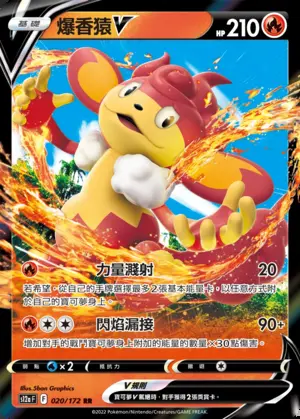 基礎 爆香猿V HP210
力量濺射 20
若希望,從自己的手牌選擇最多2張基本能量卡,以任意方式附
於自己的寶可夢身上。
閃焰漏接 90+
增加對手的戰鬥寶可夢身上附加的能量的數量×30點傷害。
弱點 ×2 抵抗力 撤退
V規則
寶可夢V氣絕時,對手獲得2張獎賞卡。
Illus. 5ban Graphics
s12a F F 020/172 RR
©2022 Pokémon/Nintendo/Creatures/GAME FREAK.